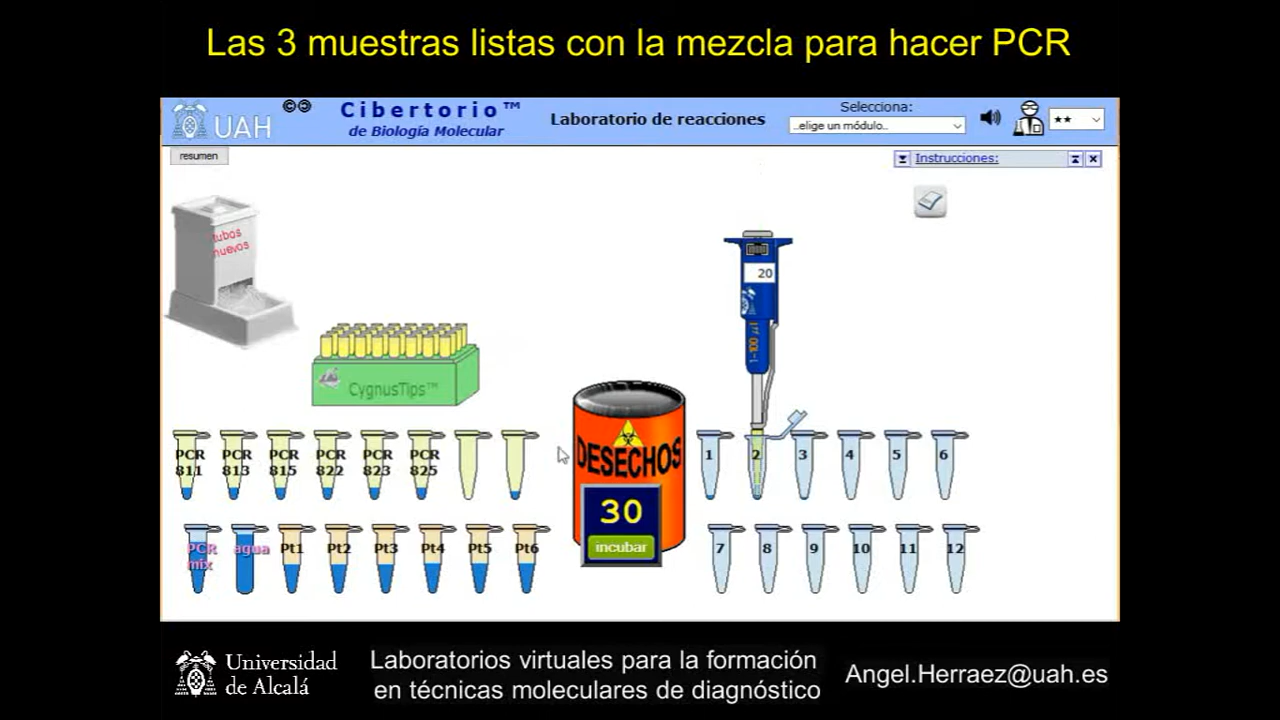 Las 3 muestras listas con la mezcla para hacer PCR
UAH
Cibertorio™
de Biología Molecular
Laboratorio de reacciones
Selecciona:
..elige un módulo..
★★
resumen
Instrucciones:
tubos
nuevos
20
1-100 µl
CygnusTips™
DESECHOS
30
incubar
PCR
811
PCR
813
PCR
815
PCR
822
PCR
823
PCR
825
1
2
3
4
5
6
PCR
mix
agua
Pt1
Pt2
Pt3
Pt4
Pt5
Pt6
7
8
9
10
11
12
Universidad
de Alcalá
Laboratorios virtuales para la formación
en técnicas moleculares de diagnóstico
Angel.Herraez@uah.es